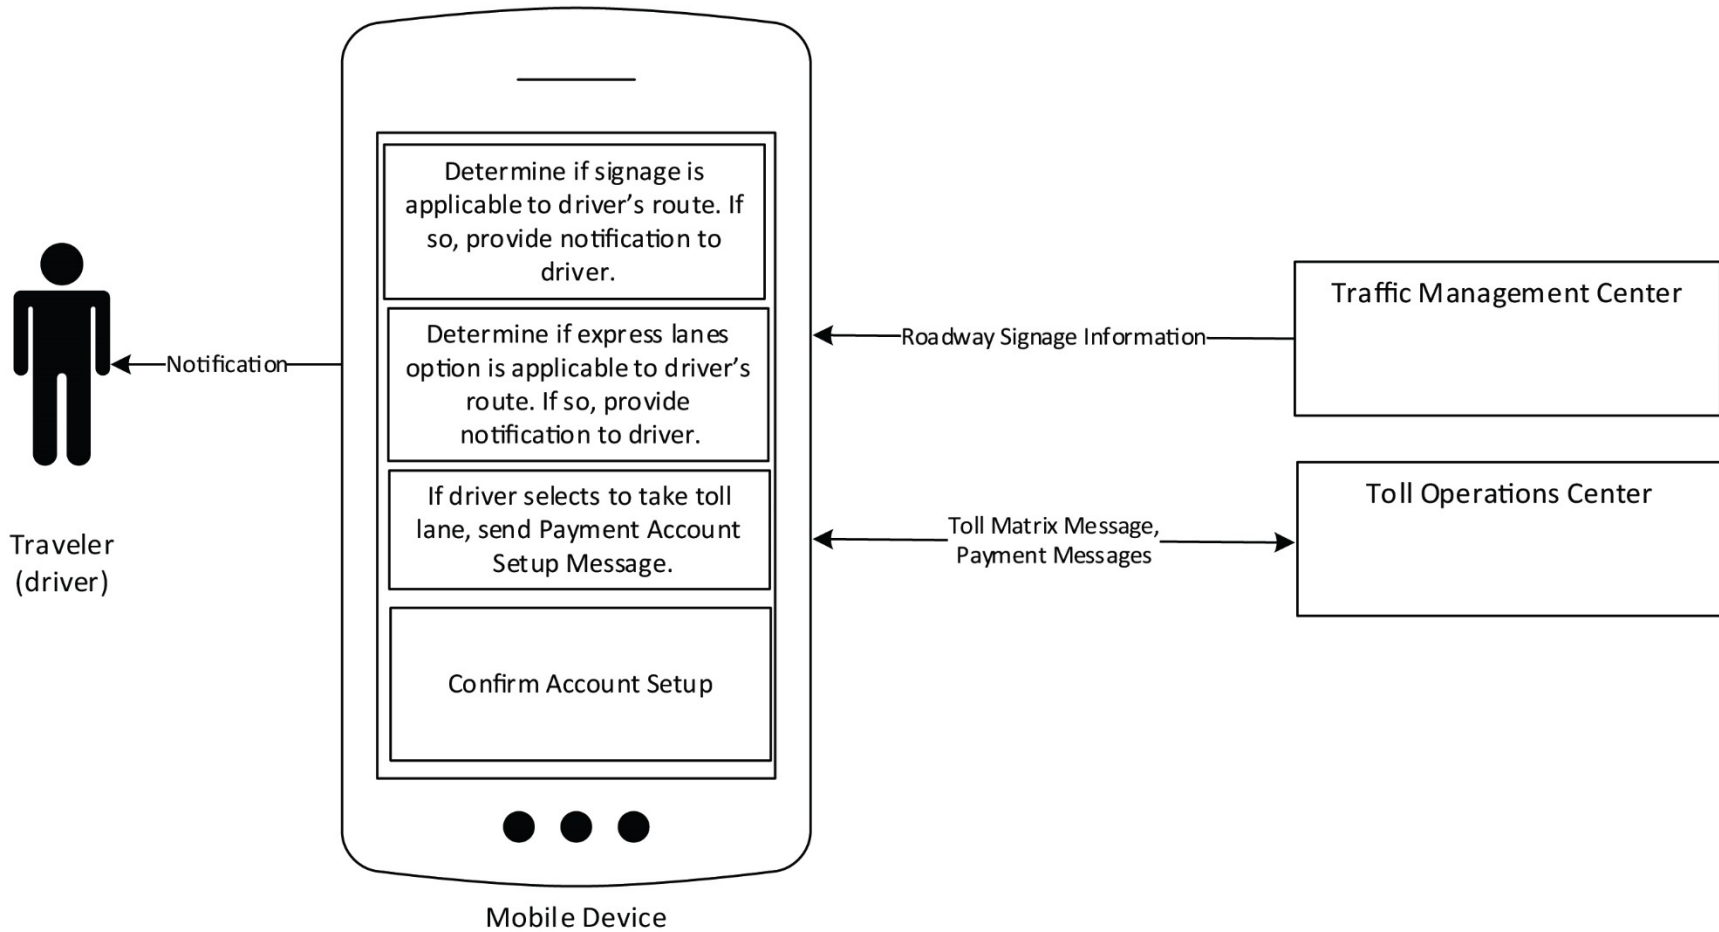 Determine if signage is
applicable to driver’s route. If
so, provide notification to
driver.
Determine if express lanes
option is applicable to driver’s
route. If so, provide
notification to driver.
If driver selects to take toll
lane, send Payment Account
Setup Message.
Confirm Account Setup
Mobile Device
Notification
Traveler
(driver)
Roadway Signage Information
Traffic Management Center
Toll Matrix Message,
Payment Messages
Toll Operations Center